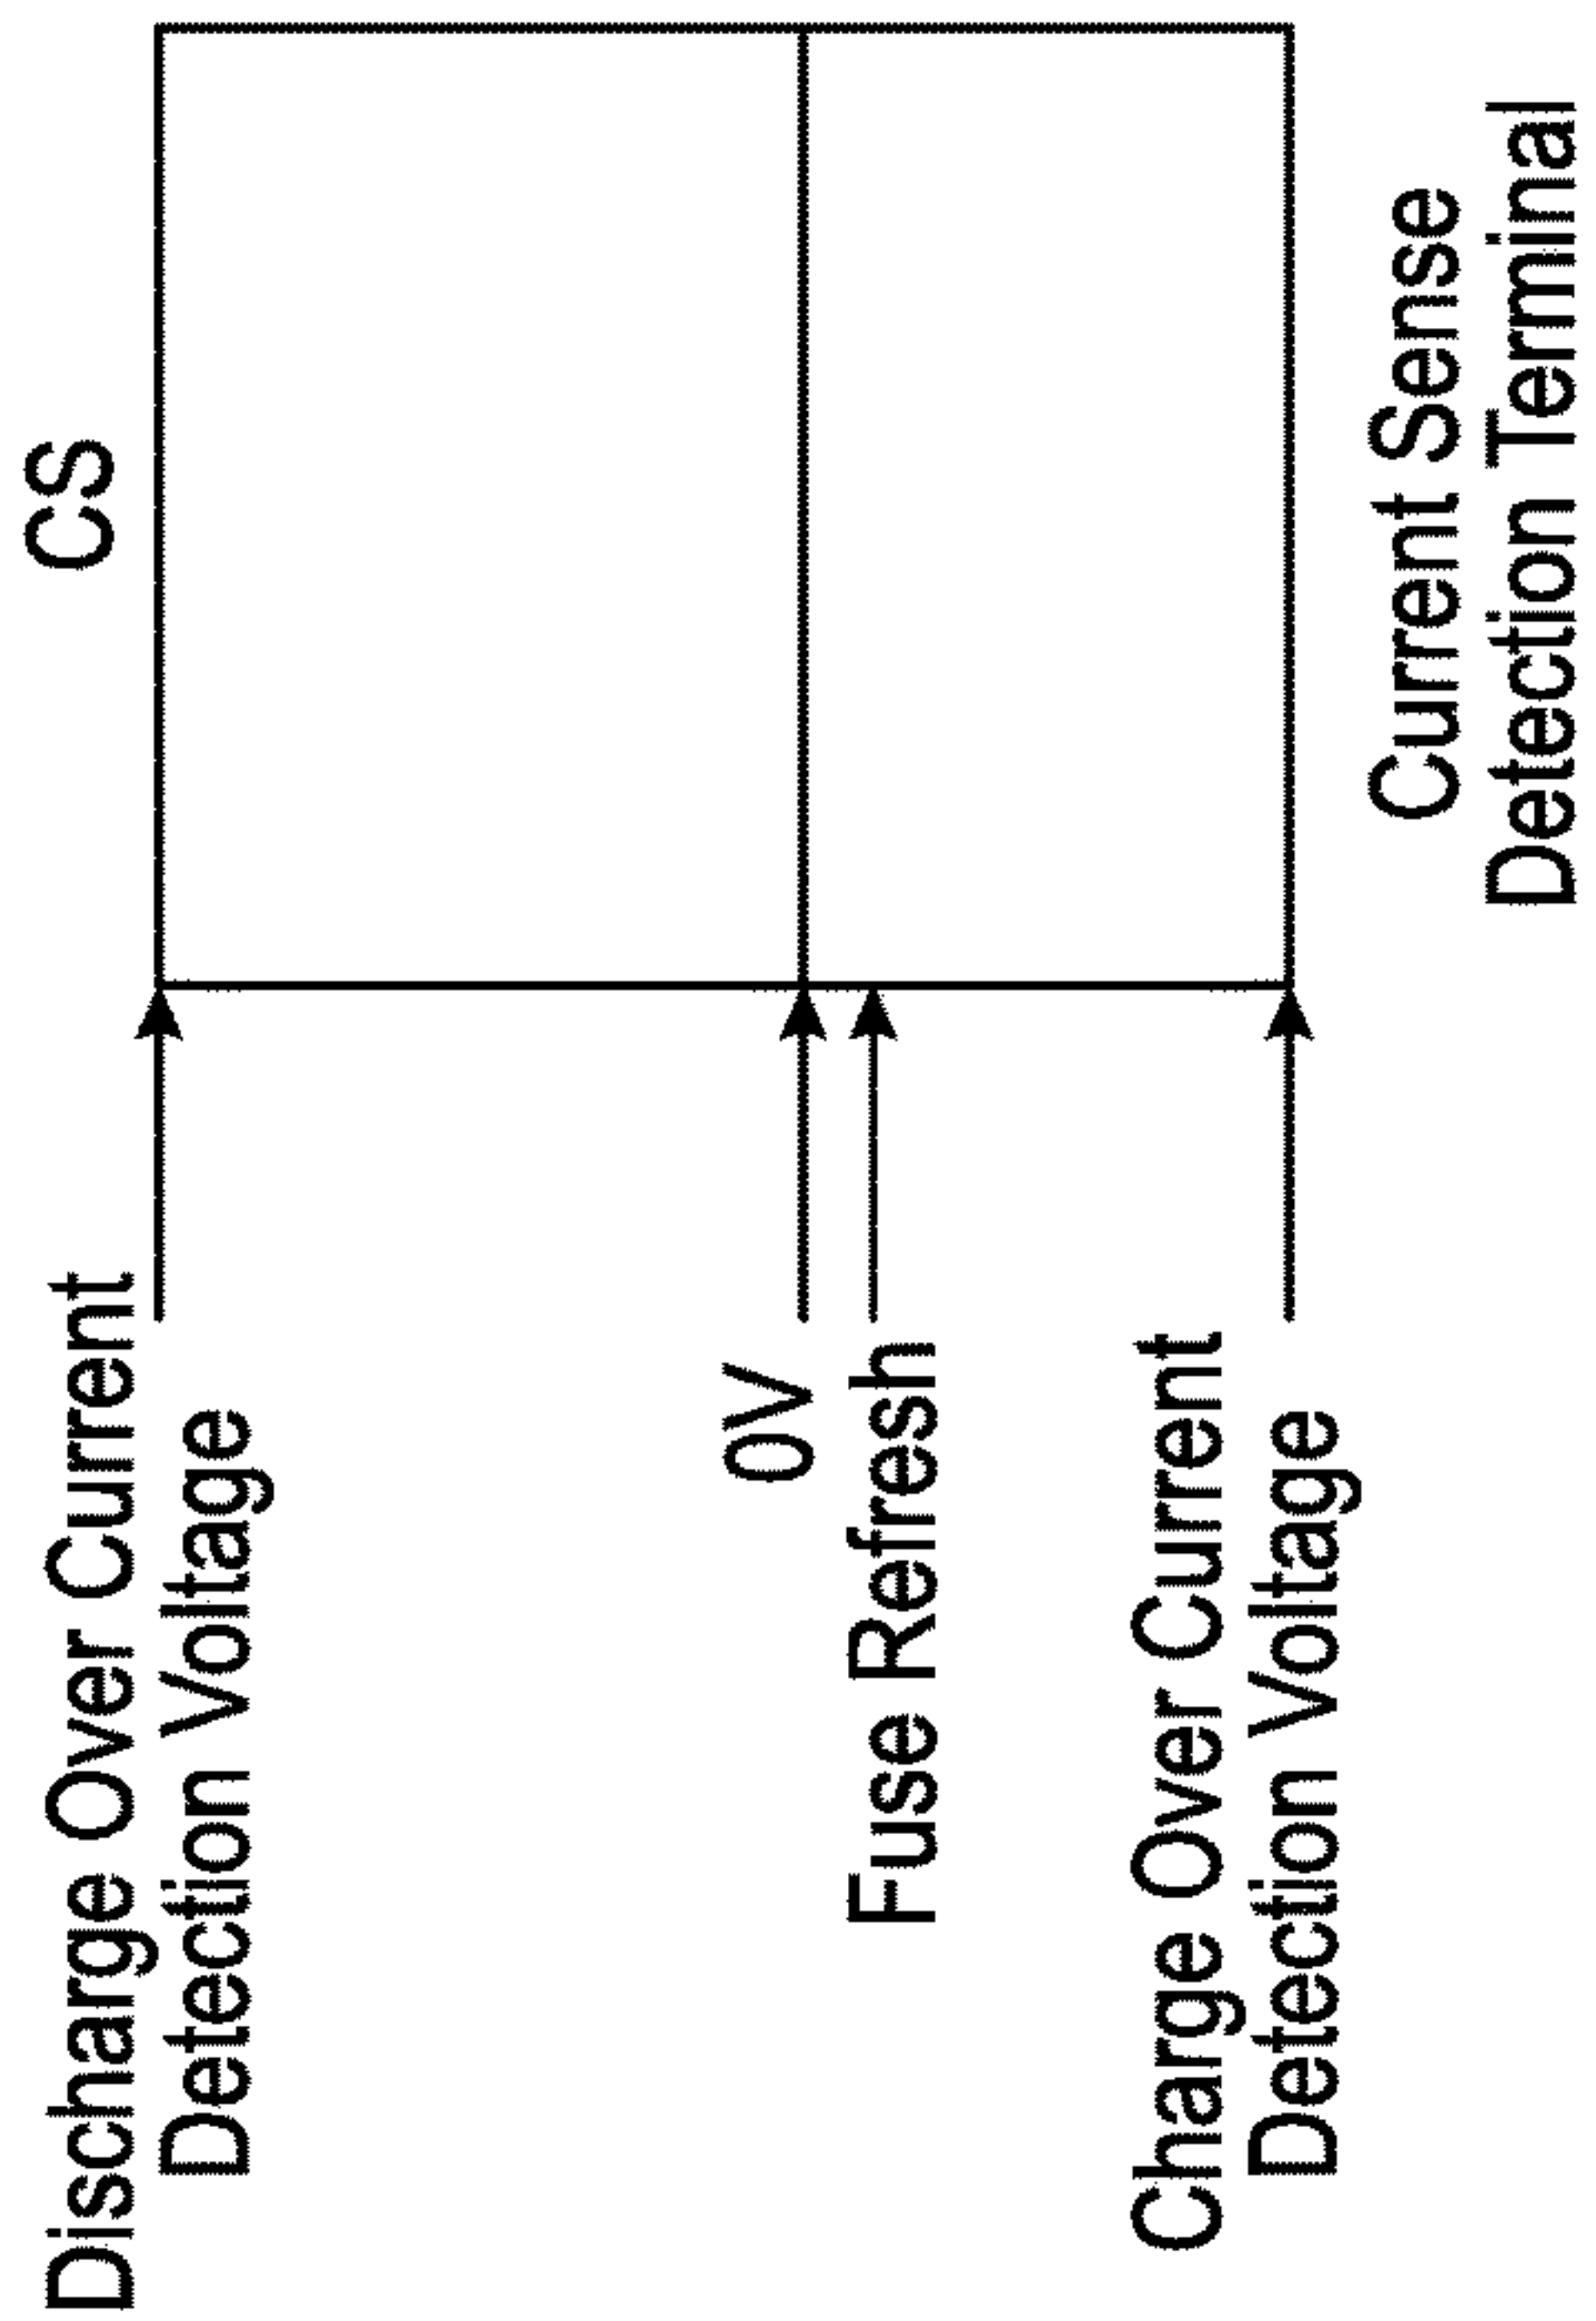 CS
Discharge Over Current
Detection Voltage
0V
Fuse Refresh
Charge Over Current
Detection Voltage
Current Sense
Detection Terminal